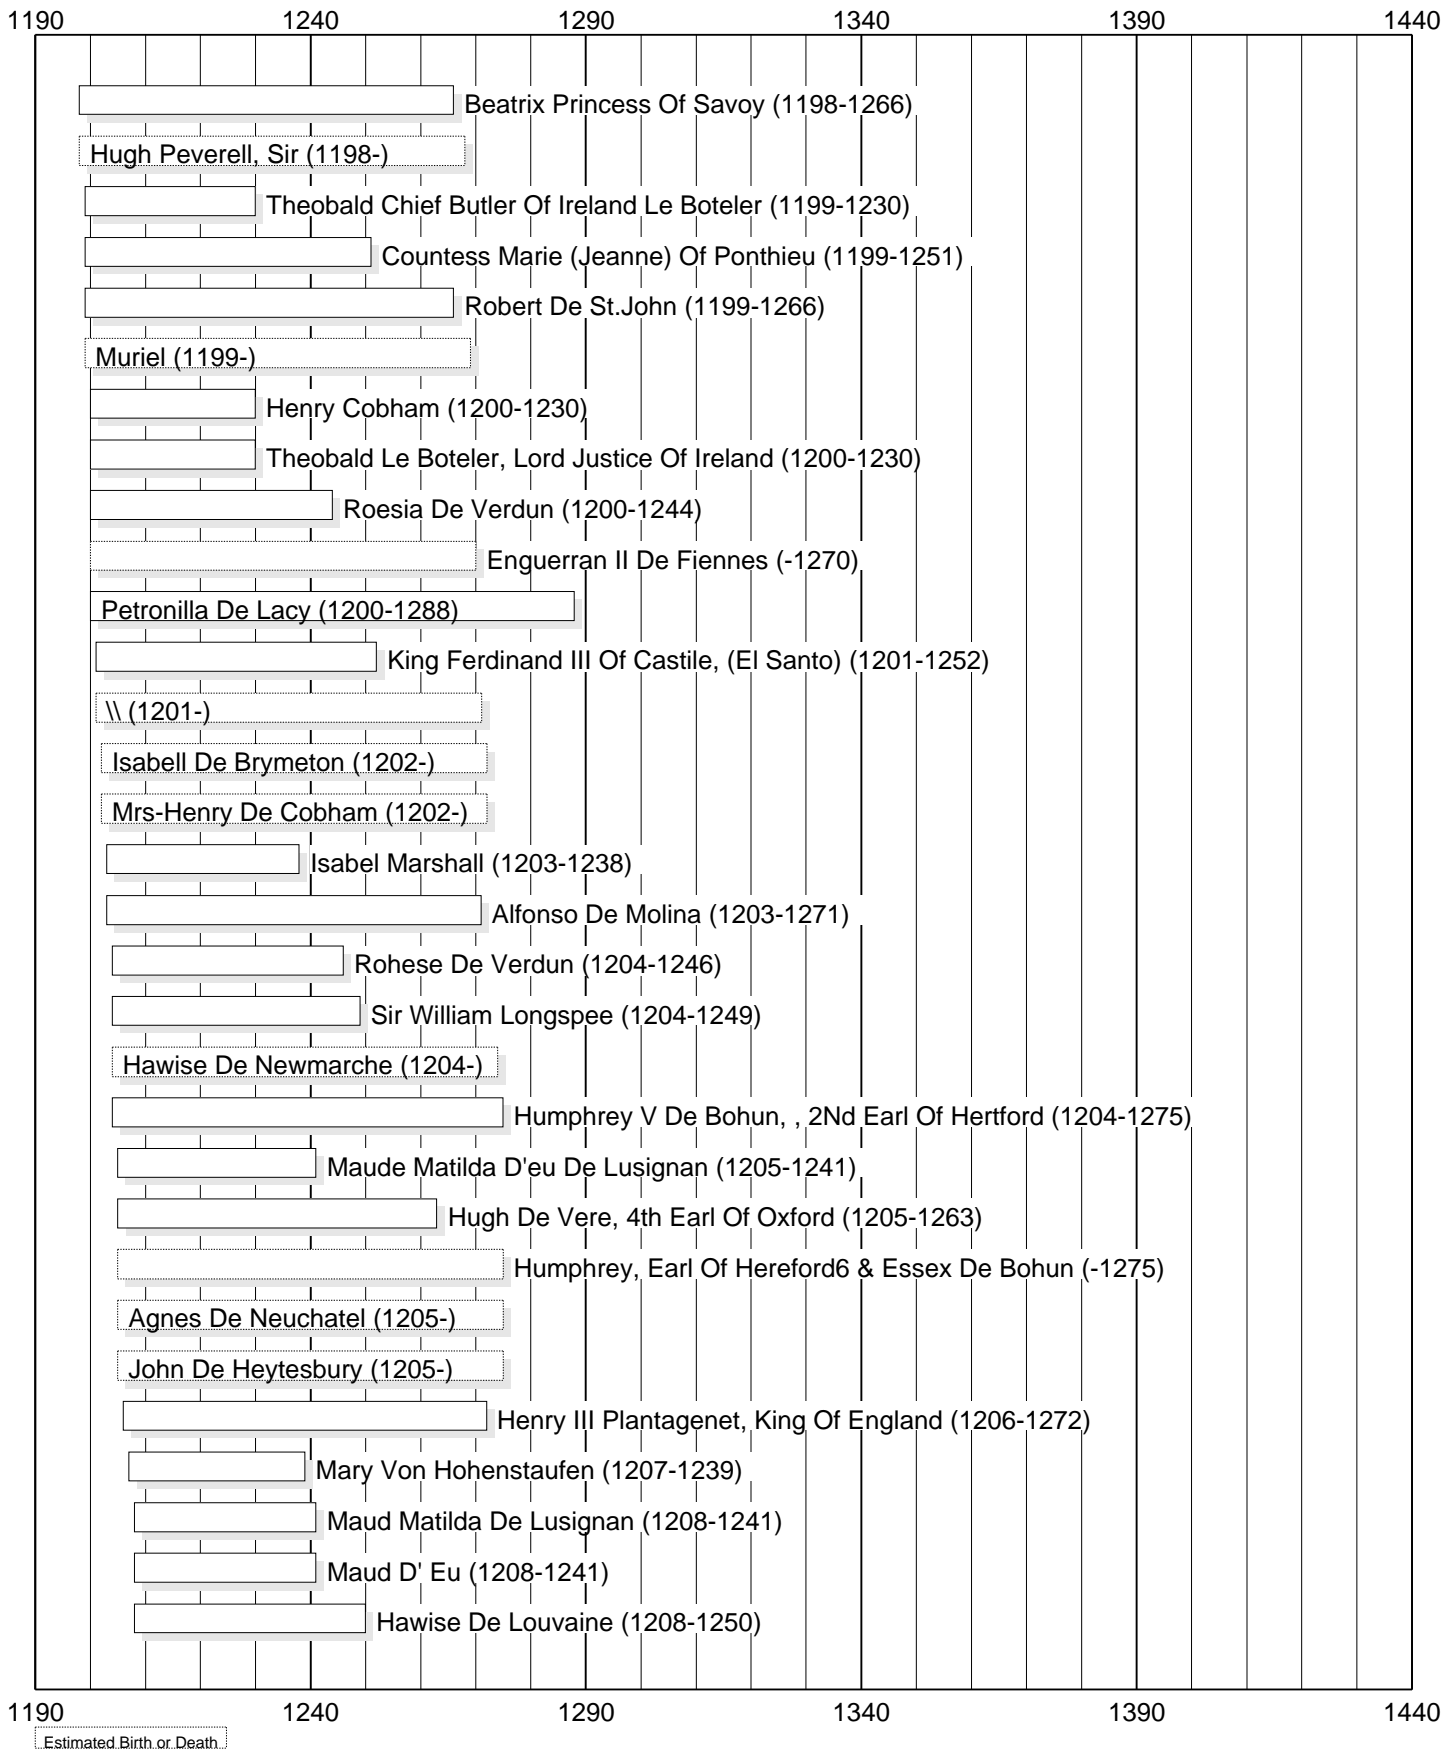 1190 1240 1290 1340 1390 1440
Beatrix Princess Of Savoy (1198-1266)
Hugh Peverell, Sir (1198-)
Theobald Chief Butler Of Ireland Le Boteler (1199-1230)
Countess Marie (Jeanne) Of Ponthieu (1199-1251)
Robert De St.John (1199-1266)
Muriel (1199-)
Henry Cobham (1200-1230)
Theobald Le Boteler, Lord Justice Of Ireland (1200-1230)
Roesia De Verdun (1200-1244)
Enguerran II De Fiennes (-1270)
Petronilla De Lacy (1200-1288)
King Ferdinand III Of Castile, (El Santo) (1201-1252)
\\ (1201-)
Isabell De Brymeton (1202-)
Mrs-Henry De Cobham (1202-)
Isabel Marshall (1203-1238)
Alfonso De Molina (1203-1271)
Rohese De Verdun (1204-1246)
Sir William Longspee (1204-1249)
Hawise De Newmarche (1204-)
Humphrey V De Bohun, , 2Nd Earl Of Hertford (1204-1275)
Maude Matilda D'eu De Lusignan (1205-1241)
Hugh De Vere, 4th Earl Of Oxford (1205-1263)
Humphrey, Earl Of Hereford6 & Essex De Bohun (-1275)
Agnes De Neuchatel (1205-)
John De Heytesbury (1205-)
Henry III Plantagenet, King Of England (1206-1272)
Mary Von Hohenstaufen (1207-1239)
Maud Matilda De Lusignan (1208-1241)
Maud D' Eu (1208-1241)
Hawise De Louvaine (1208-1250)
1190 1240 1290 1340 1390 1440
Estimated Birth or Death